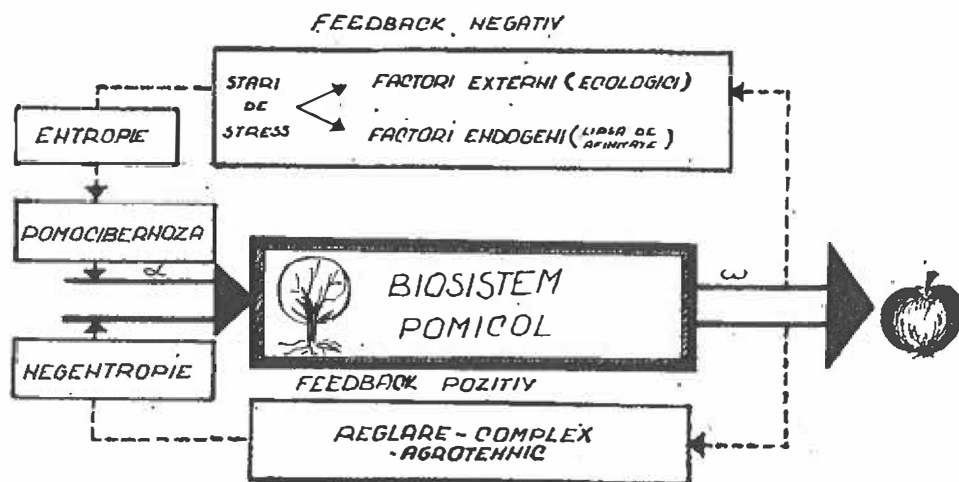 FEEDBACK NEGATIV
STARI
DE
STRESS
FACTORI EXTERNI (ECOLOGICI)
FACTORI ENDOGENI (LIPSA DE
AFINITATE)
ENTROPIE
POMOCIBERNOZA
α
BIOSISTEM
POMICOL
ω
NEGENTROPIE
FEEDBACK POZITIV
REGLARE - COMPLEX
- AGROTEHNIC